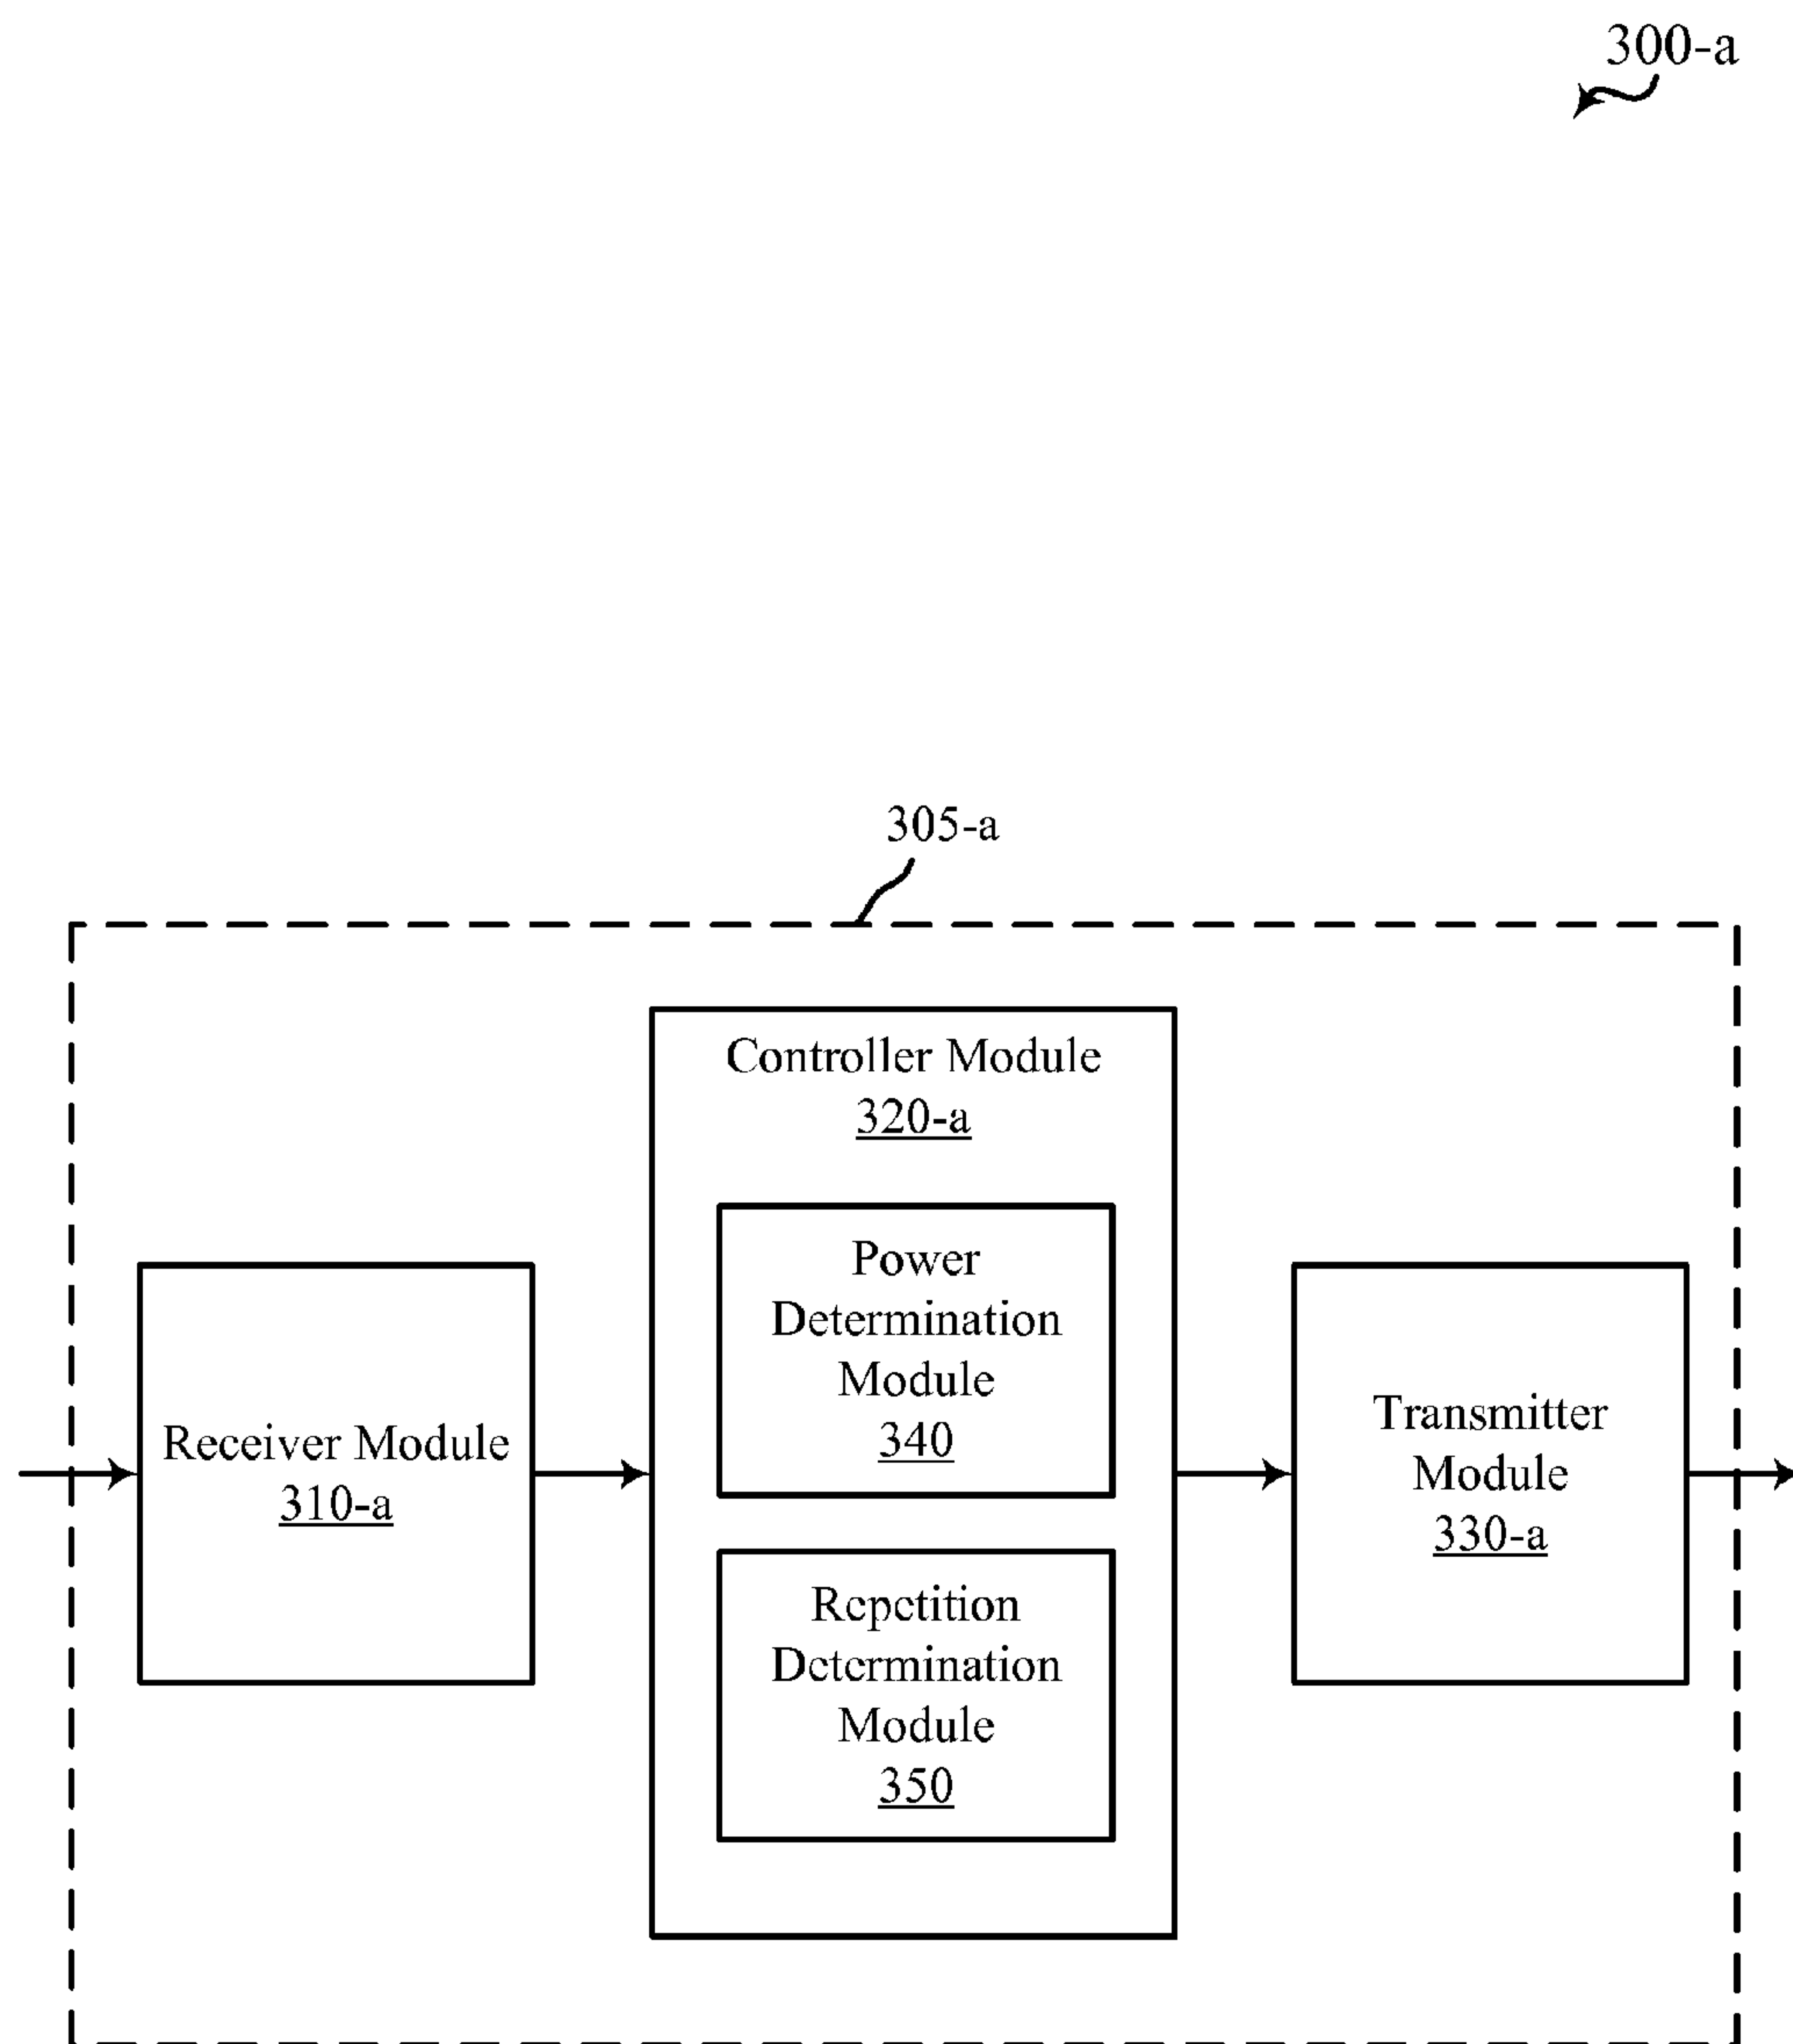 300-a
305-a
Controller Module
320-a
Power
Determination
Module
340
Receiver Module
310-a
Transmitter
Module
330-a
Repetition
Determination
Module
350